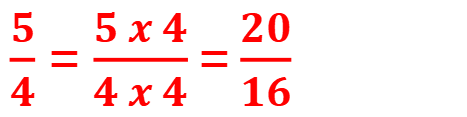 5/4 = 5 x 4/4 x 4 = 20/16